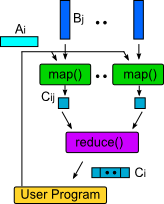 Bj
Ai
map() map()
Cij
reduce()
Ci
User Program